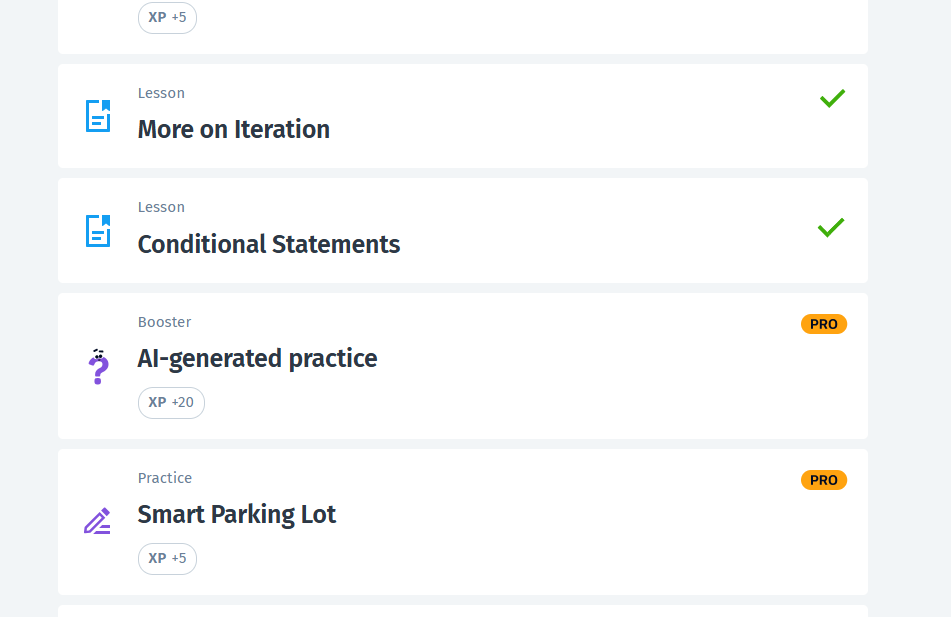 XP +5
Lesson
More on Iteration
Lesson
Conditional Statements
Booster
PRO
AI-generated practice
XP +20
Practice
PRO
Smart Parking Lot
XP +5